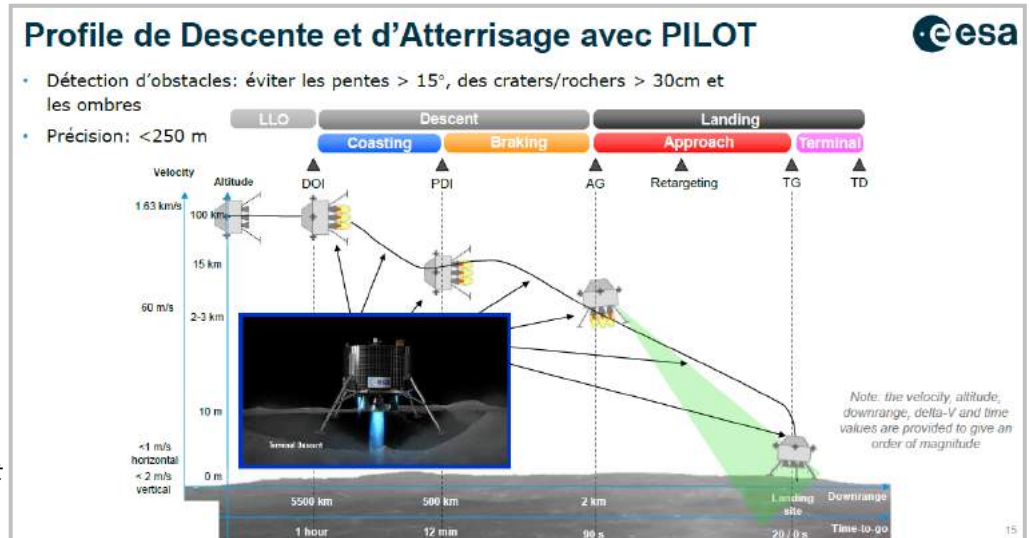 Profile de Descente et d'Atterrisage avec PILOT
esa
• Détection d'obstacles: éviter les pentes > 15°, des craters/rochers > 30cm et
les ombres
• Précision: <250 m
LLO Descent Landing
Coasting Braking Approach Terminal
Velocity Altitude DOI PDI AG Retargeting TG TD
1.63 km/s 100 km
15 km
60 m/s
2-3 km
esa
Terminal Descent
10 m
Note: the velocity, altitude,
downrange, delta-V and time
values are provided to give an
order of magnitude
<1 m/s
horizontal
< 2 m/s
vertical
0 m
5500 km 500 km 2 km Landing
site Downrange
1 hour 12 min 90 s 20 / 0 s Time-to-go
15